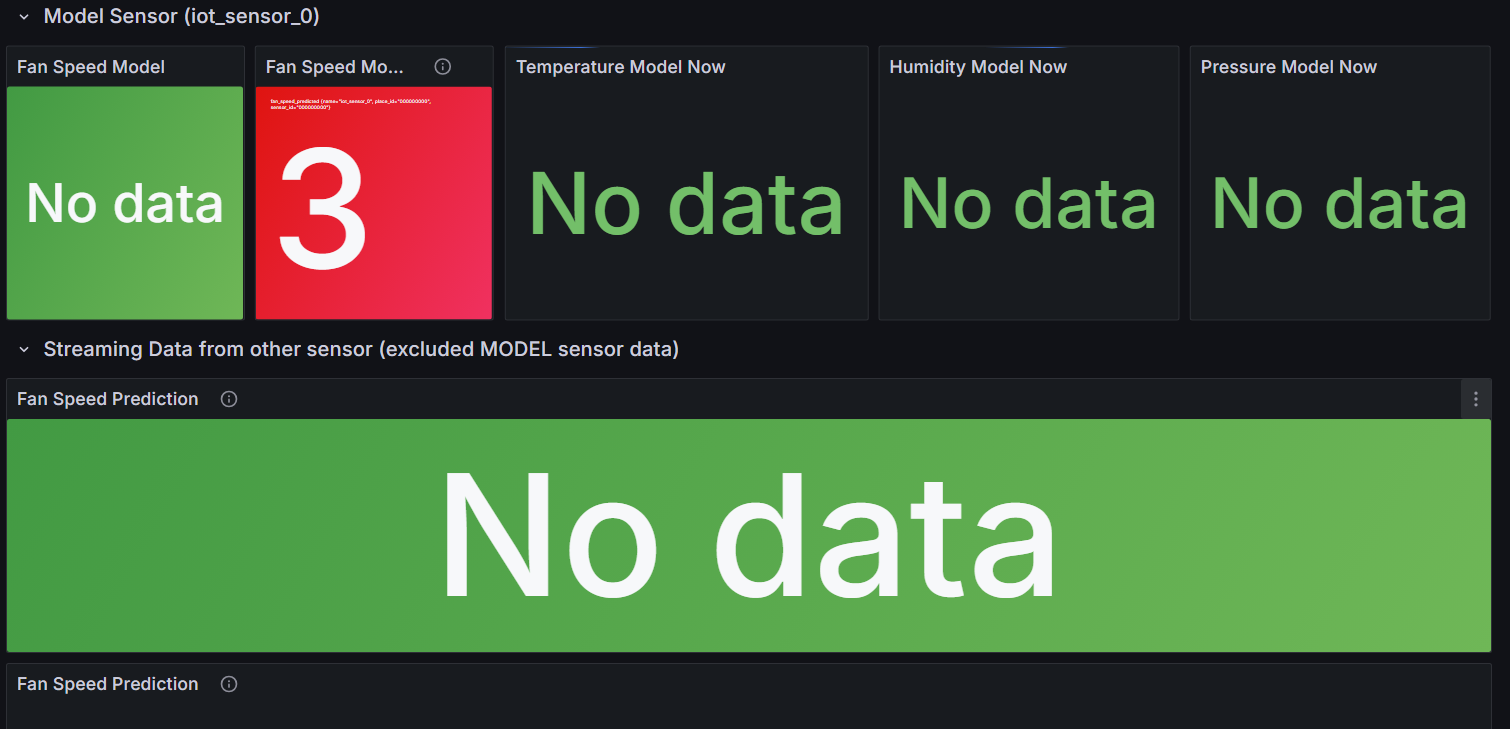 Model Sensor (iot_sensor_0)
Fan Speed Model
Fan Speed Mo...
Temperature Model Now
Humidity Model Now
Pressure Model Now
fan_speed_predicted {name="iot_sensor_0", place_id="000000000",
sensor_id="000000000"}
No data
3
No data
No data
No data
Streaming Data from other sensor (excluded MODEL sensor data)
Fan Speed Prediction
No data
Fan Speed Prediction